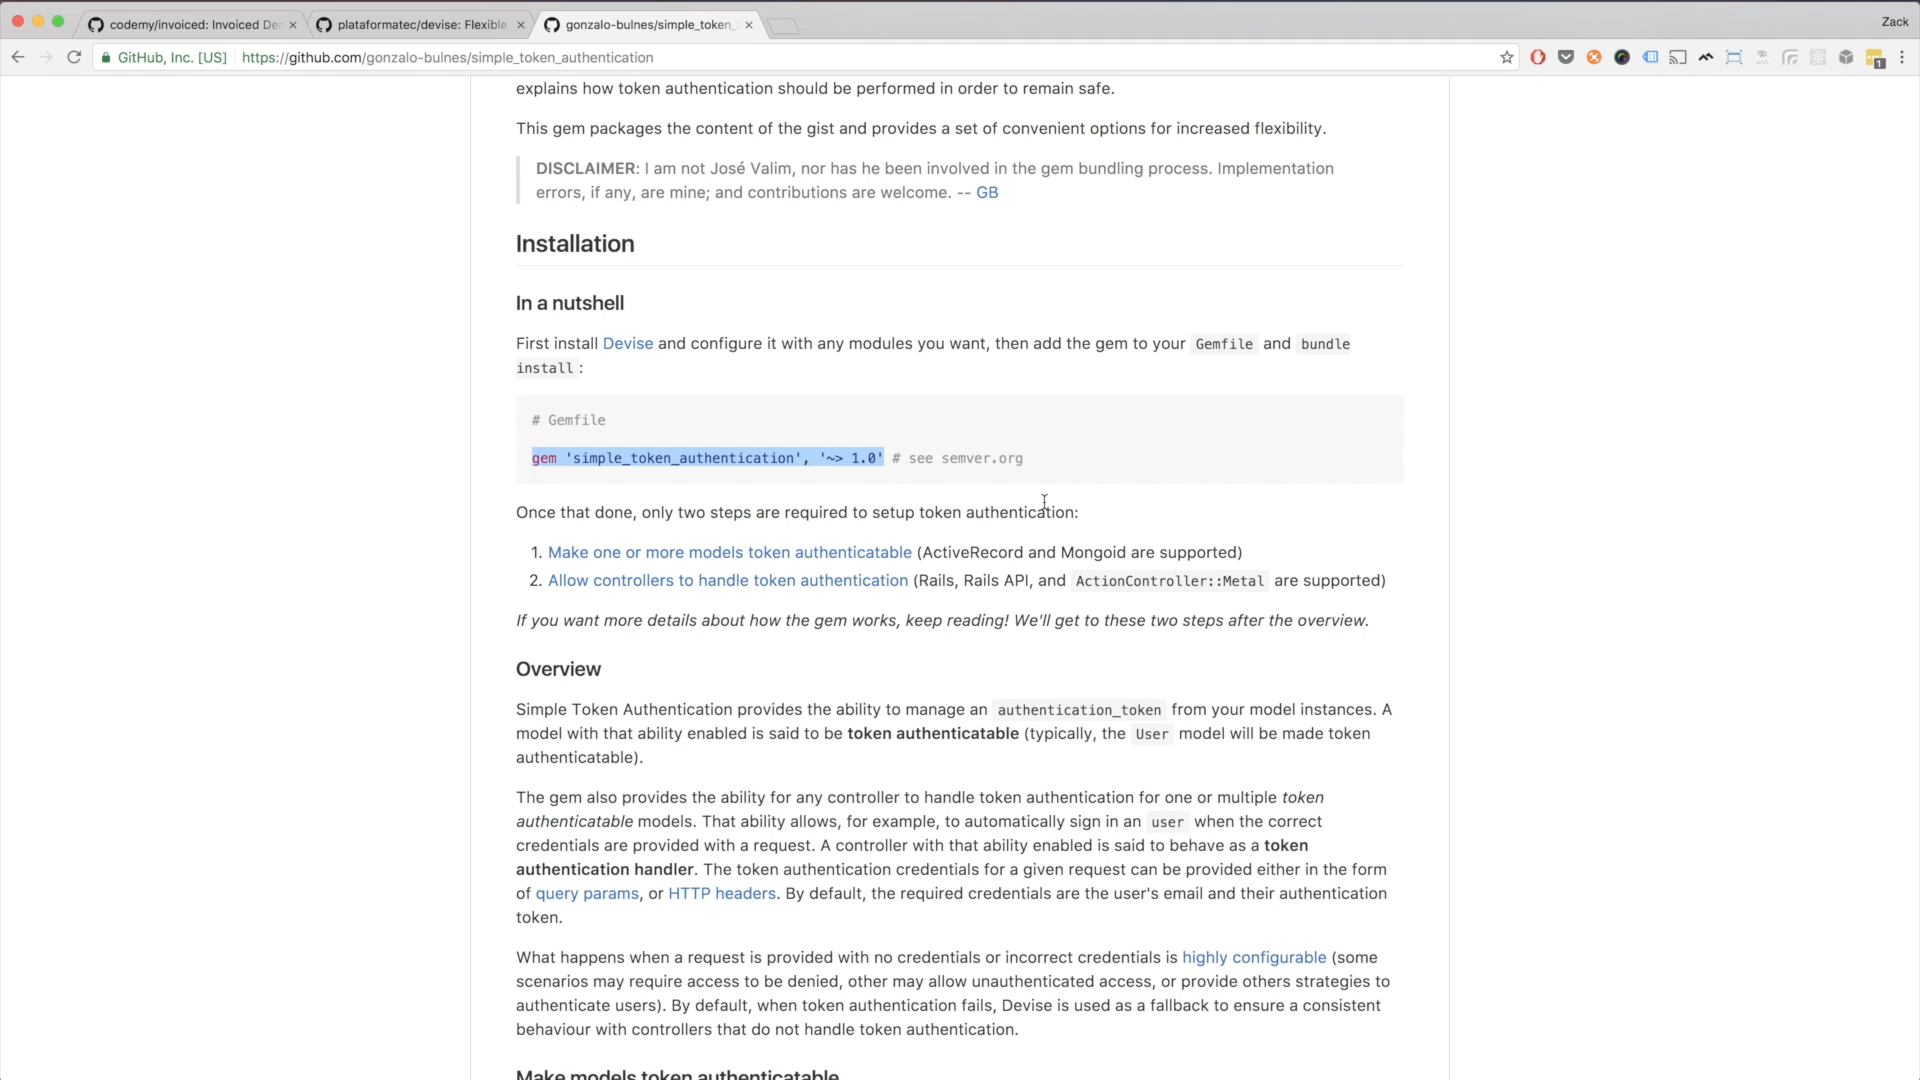 codemy/invoiced: Invoiced De
plataformatec/devise: Flexible
gonzalo-bulnes/simple_token_
Zack
GitHub, Inc. [US]
https://github.com/gonzalo-bulnes/simple_token_authentication
1
explains how token authentication should be performed in order to remain safe.
This gem packages the content of the gist and provides a set of convenient options for increased flexibility.
DISCLAIMER: I am not José Valim, nor has he been involved in the gem bundling process. Implementation
errors, if any, are mine; and contributions are welcome. -- GB
Installation
In a nutshell
First install Devise and configure it with any modules you want, then add the gem to your Gemfile and bundle
install :
# Gemfile
gem 'simple_token_authentication', '~> 1.0' # see semver.org
Once that done, only two steps are required to setup token authentication:
1. Make one or more models token authenticatable (ActiveRecord and Mongoid are supported)
2. Allow controllers to handle token authentication (Rails, Rails API, and ActionController::Metal are supported)
If you want more details about how the gem works, keep reading! We'll get to these two steps after the overview.
Overview
Simple Token Authentication provides the ability to manage an authentication_token from your model instances. A
model with that ability enabled is said to be token authenticatable (typically, the User model will be made token
authenticatable).
The gem also provides the ability for any controller to handle token authentication for one or multiple token
authenticatable models. That ability allows, for example, to automatically sign in an user when the correct
credentials are provided with a request. A controller with that ability enabled is said to behave as a token
authentication handler. The token authentication credentials for a given request can be provided either in the form
of query params, or HTTP headers. By default, the required credentials are the user's email and their authentication
token.
What happens when a request is provided with no credentials or incorrect credentials is highly configurable (some
scenarios may require access to be denied, other may allow unauthenticated access, or provide others strategies to
authenticate users). By default, when token authentication fails, Devise is used as a fallback to ensure a consistent
behaviour with controllers that do not handle token authentication.
Make models token authenticatable